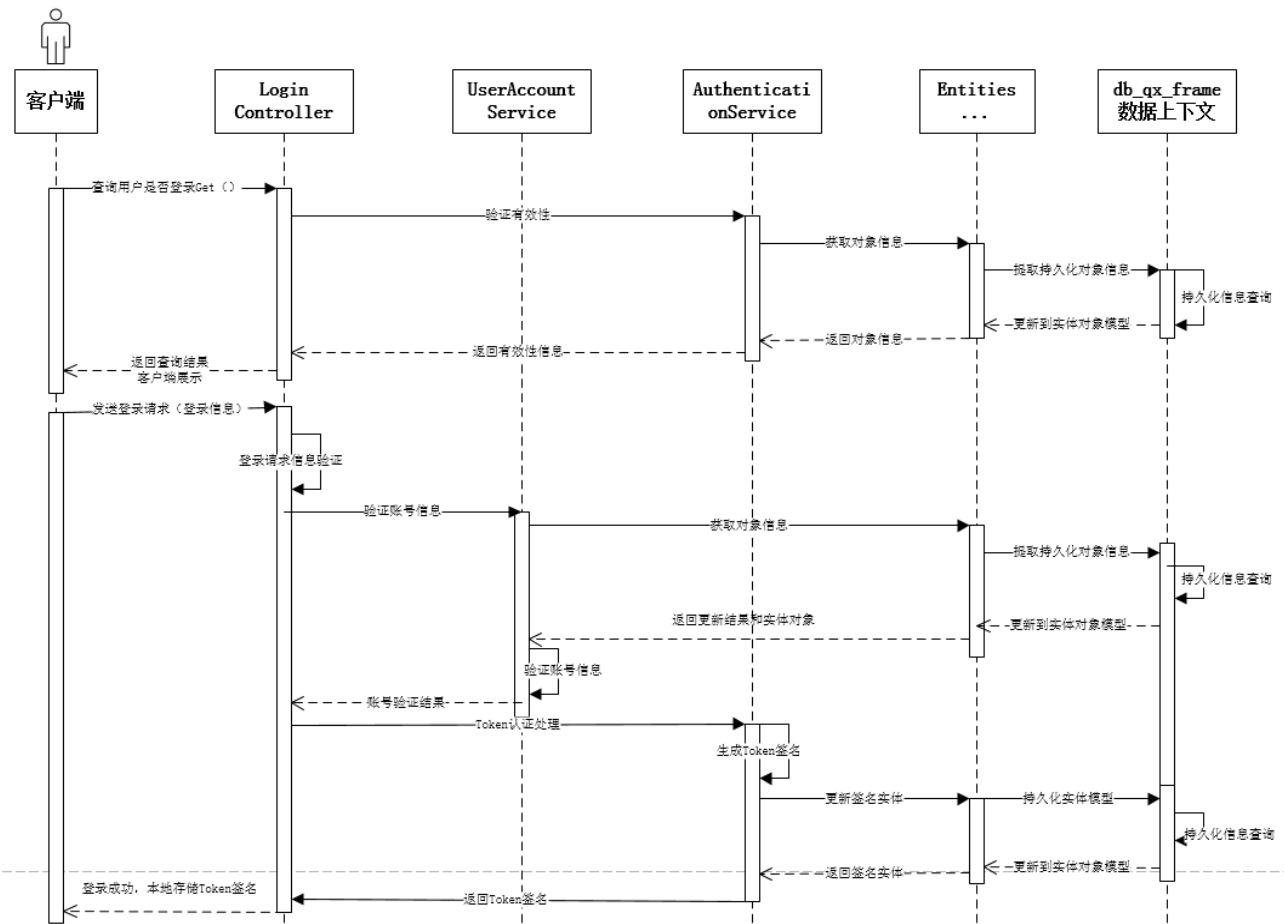 客户端
Login
Controller
UserAccount
Service
Authenticati
onService
Entities
...
db_qx_frame
数据上下文
查询用户是否登录Get（）
验证有效性
获取对象信息
提取持久化对象信息
持久化信息查询
更新到实体对象模型
返回对象信息
返回有效性信息
返回查询结果
客户端展示
发送登录请求（登录信息）
登录请求信息验证
验证账号信息
获取对象信息
提取持久化对象信息
持久化信息查询
返回更新结果和实体对象
更新到实体对象模型
验证账号信息
账号验证结果
Token认证处理
生成Token签名
更新签名实体
持久化实体模型
持久化信息查询
更新到实体对象模型
返回签名实体
登录成功，本地存储Token签名
返回Token签名